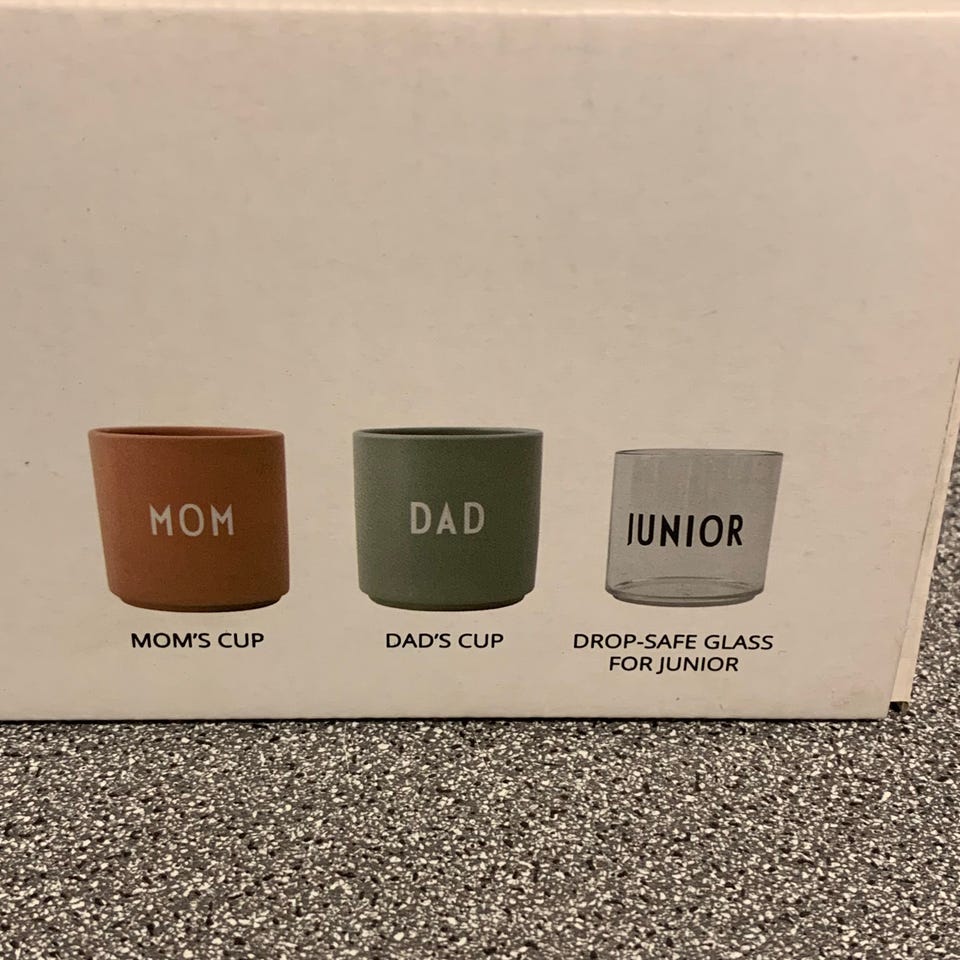 MOM
DAD
JUNIOR
MOM'S CUP
DAD'S CUP
DROP-SAFE GLASS
FOR JUNIOR